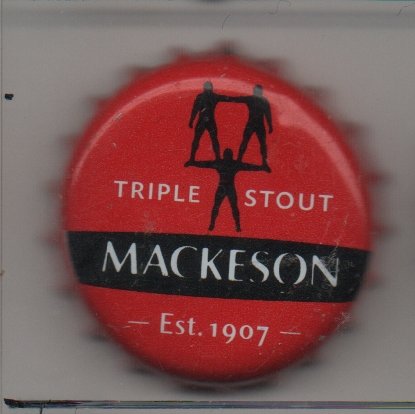 TRIPLE STOUT
MACKESON
– Est. 1907 –